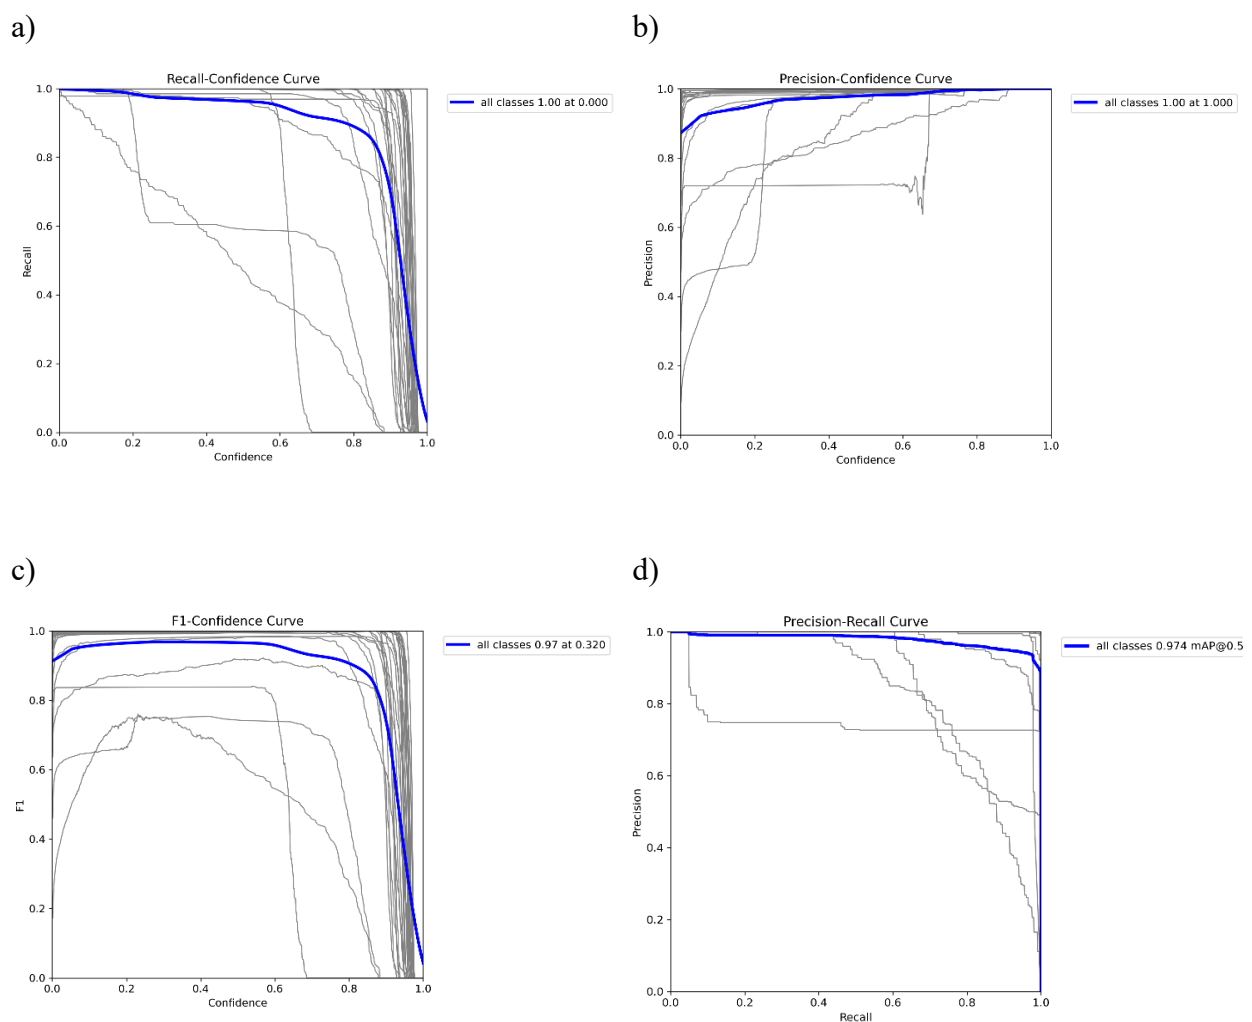 a)
b)
Recall-Confidence Curve
1.0
0.8
0.6
0.4
0.2
0.0
Recall
0.0 0.2 0.4 0.6 0.8 1.0
Confidence
all classes 1.00 at 0.000
Precision-Confidence Curve
1.0
0.8
0.6
0.4
0.2
0.0
Precision
0.0 0.2 0.4 0.6 0.8 1.0
Confidence
all classes 1.00 at 1.000
c)
d)
F1-Confidence Curve
1.0
0.8
0.6
0.4
0.2
0.0
F1
0.0 0.2 0.4 0.6 0.8 1.0
Confidence
all classes 0.97 at 0.320
Precision-Recall Curve
1.0
0.8
0.6
0.4
0.2
0.0
Precision
0.0 0.2 0.4 0.6 0.8 1.0
Recall
all classes 0.974 mAP@0.5